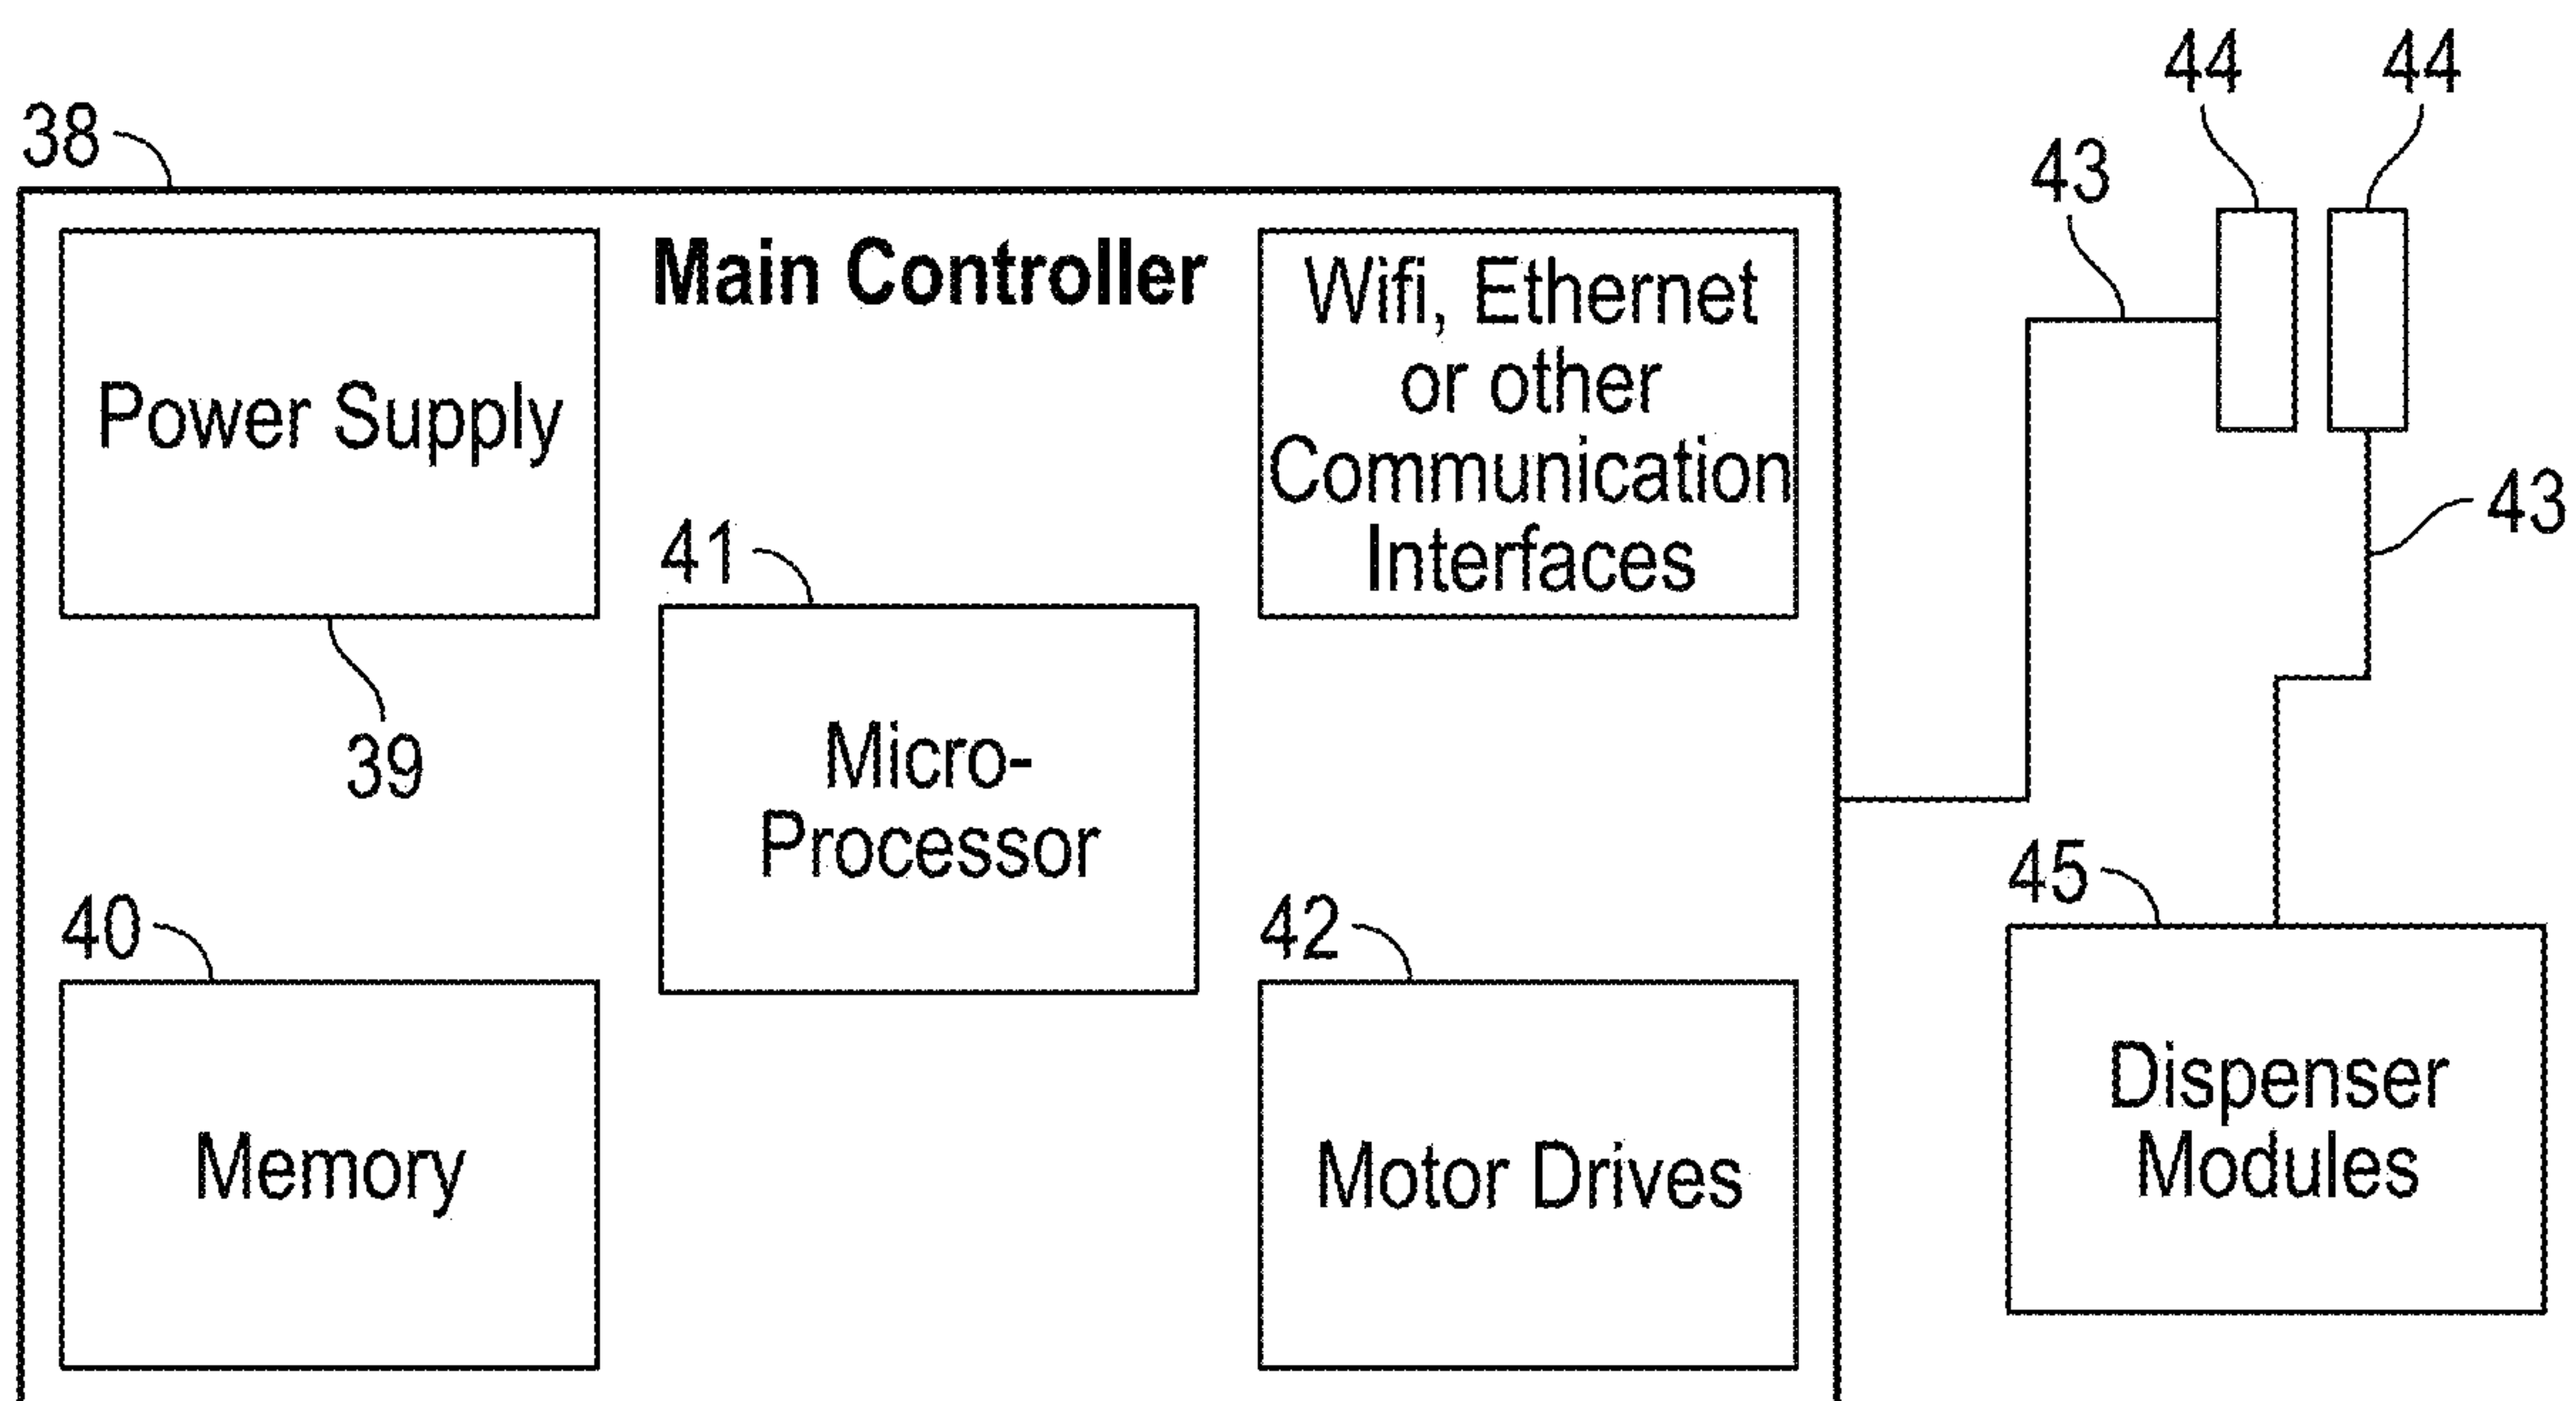 44
44
38
43
Main Controller
Power Supply
Wifi, Ethernet
or other
Communication
Interfaces
43
41
39
Micro-
Processor
45
40
42
Memory
Motor Drives
Dispenser
Modules